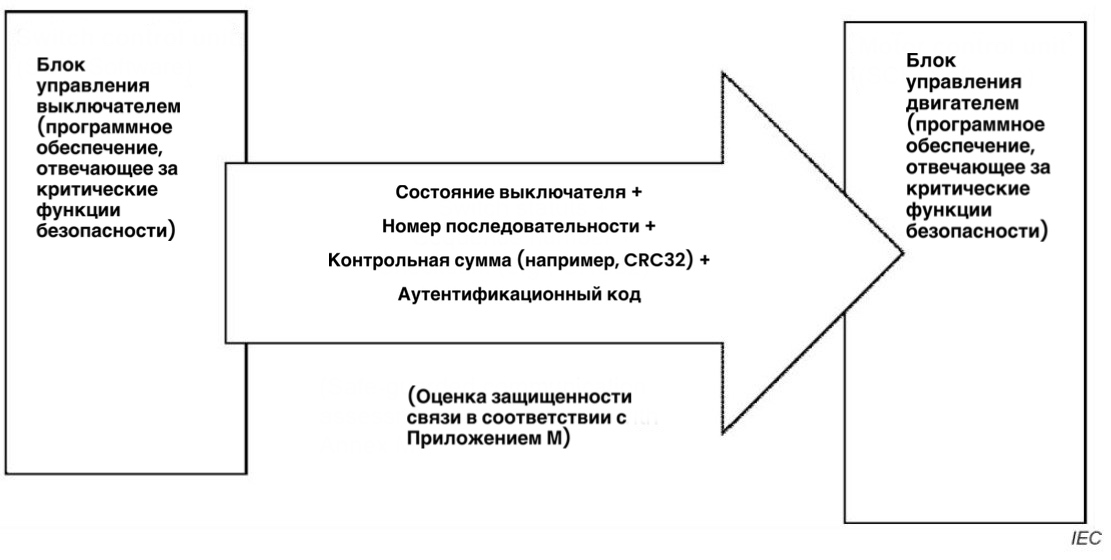 Блок
управления
выключателем
(программное
обеспечение,
отвечающее за
критические
функции
безопасности)
Состояние выключателя +
Номер последовательности +
Контрольная сумма (например, CRC32) +
Аутентификационный код
(Оценка защищенности
связи в соответствии с
Приложением М)
Блок
управления
двигателем
(программное
обеспечение,
отвечающее за
критические
функции
безопасности)
IEC